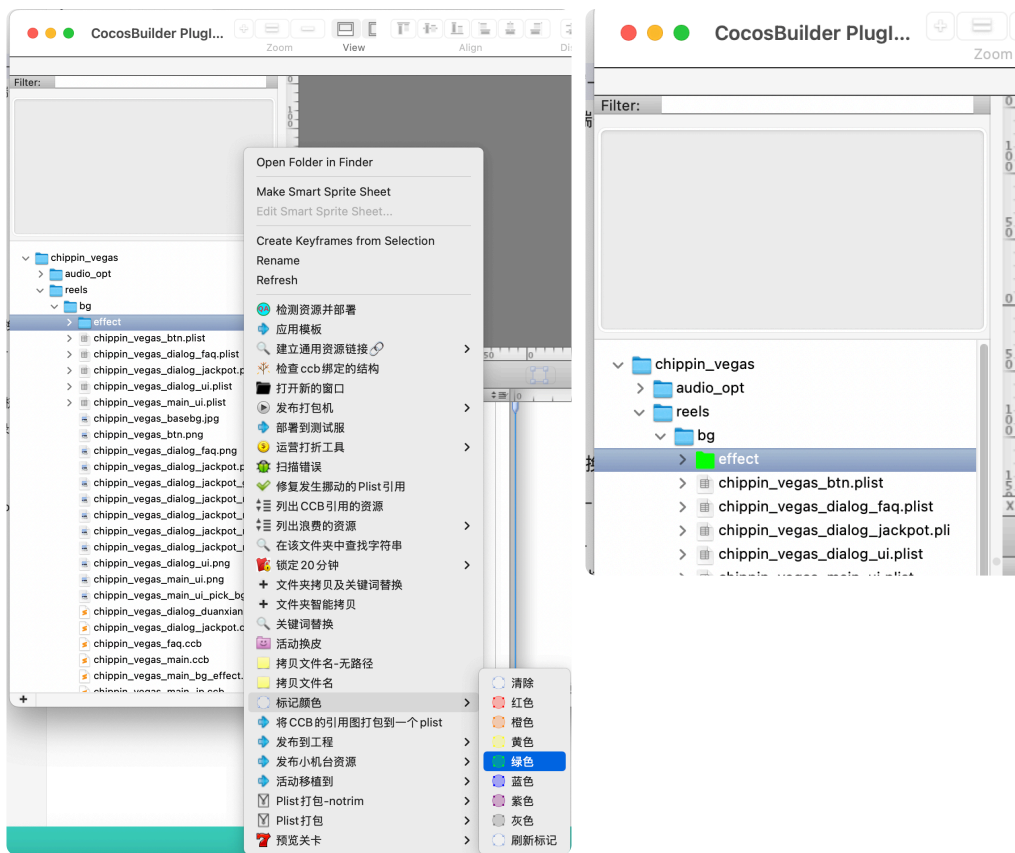 CocosBuilder PlugI...
Zoom
View
Align
Filter:
chippin_vegas
audio_opt
reels
bg
effect
chippin_vegas_btn.plist
chippin_vegas_dialog_faq.plist
chippin_vegas_dialog_jackpot.p
chippin_vegas_dialog_ui.plist
chippin_vegas_main_ui.plist
chippin_vegas_basebg.jpg
chippin_vegas_btn.png
chippin_vegas_dialog_faq.png
chippin_vegas_dialog_jackpot.p
chippin_vegas_dialog_jackpot_
chippin_vegas_dialog_jackpot_
chippin_vegas_dialog_jackpot_
chippin_vegas_dialog_jackpot_
chippin_vegas_dialog_jackpot_
chippin_vegas_dialog_ui.png
chippin_vegas_main_ui.png
chippin_vegas_main_ui_pick_bg
chippin_vegas_dialog_duanxian
chippin_vegas_dialog_jackpot.c
chippin_vegas_faq.ccb
chippin_vegas_main.ccb
chippin_vegas_main_bg_effect.
Open Folder in Finder
Make Smart Sprite Sheet
Edit Smart Sprite Sheet...
Create Keyframes from Selection
Rename
Refresh
检测资源并部署
应用模板
建立通用资源链接🔗
检查ccb绑定的结构
打开新的窗口
发布打包机
部署到测试服
运营打折工具
扫描错误
修复发生挪动的Plist引用
列出CCB引用的资源
列出浪费的资源
在该文件夹中查找字符串
锁定20分钟
文件夹拷贝及关键词替换
文件夹智能拷贝
关键词替换
活动换皮
拷贝文件名-无路径
拷贝文件名
标记颜色
将CCB的引用图打包到一个plist
发布到工程
发布小机台资源
活动移植到
Plist打包-notrim
Plist打包
预览关卡
清除
红色
橙色
黄色
绿色
蓝色
紫色
灰色
刷新标记
CocosBuilder PlugI...
Zoom
Filter:
chippin_vegas
audio_opt
reels
bg
effect
chippin_vegas_btn.plist
chippin_vegas_dialog_faq.plist
chippin_vegas_dialog_jackpot.pli
chippin_vegas_dialog_ui.plist